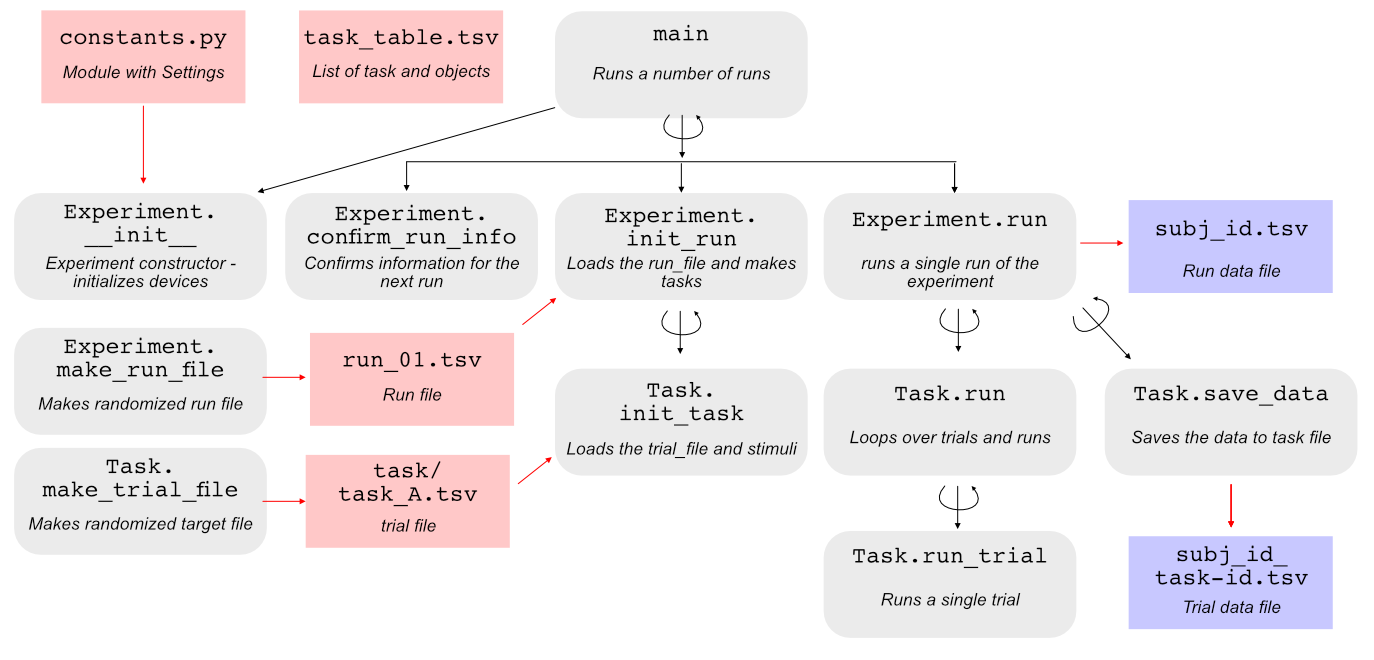 constants.py
Module with Settings
task_table.tsv
List of task and objects
main
Runs a number of runs
Experiment.
__init__
Experiment constructor -
initializes devices
Experiment.
confirm_run_info
Confirms information for the
next run
Experiment.
init_run
Loads the run_file and makes
tasks
Experiment.run
runs a single run of the
experiment
subj_id.tsv
Run data file
Experiment.
make_run_file
Makes randomized run file
run_01.tsv
Run file
Task.
init_task
Loads the trial_file and stimuli
Task.run
Loops over trials and runs
Task.save_data
Saves the data to task file
Task.
make_trial_file
Makes randomized target file
task/
task_A.tsv
trial file
Task.run_trial
Runs a single trial
subj_id_
task-id.tsv
Trial data file